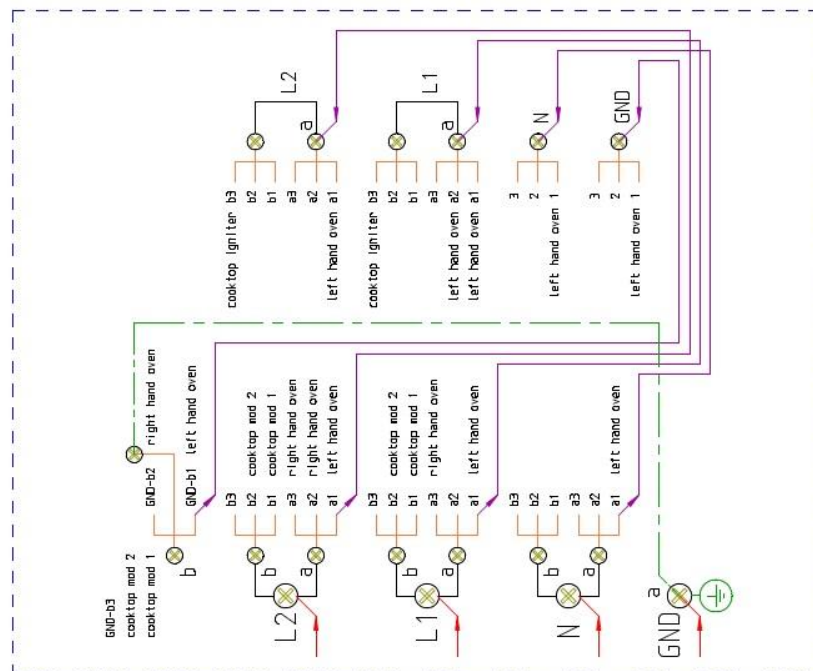 L2
a
cooktop igniter b3
b2
b1
a3
a2
left hand oven a1
L1
a
cooktop igniter b3
b2
b1
a3
left hand oven a2
left hand oven a1
N
3
2
left hand oven 1
GND
3
2
left hand oven 1
GND-b3
cooktop mod 2
cooktop mod 1
GND-b2 right hand oven
GND-b1 left hand oven
b
b3
b2 cooktop mod 2
b1 cooktop mod 1
a3 right hand oven
a2 right hand oven
a1 left hand oven
b
a
L2
b3
b2 cooktop mod 2
b1 cooktop mod 1
a3 right hand oven
a2
a1 left hand oven
b
a
L1
b3
b2
b1
a3
a2
a1 left hand oven
b
a
N
a
GND